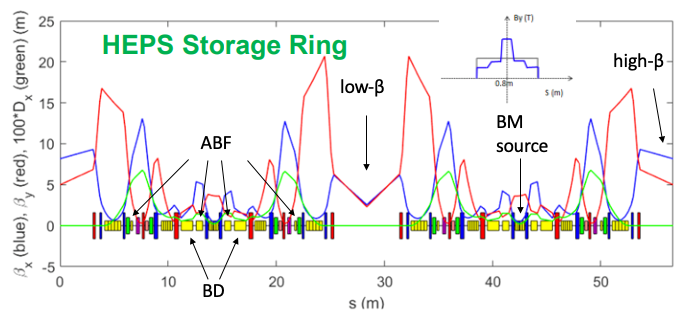 HEPS Storage Ring
By (T)
0.8m
S (m)
high-β
low-β
ABF
BM
source
BD
25
20
15
10
5
0
-5
0
10
20
30
40
50
s (m)
βx (blue), βy (red), 100*Dx (green) (m)